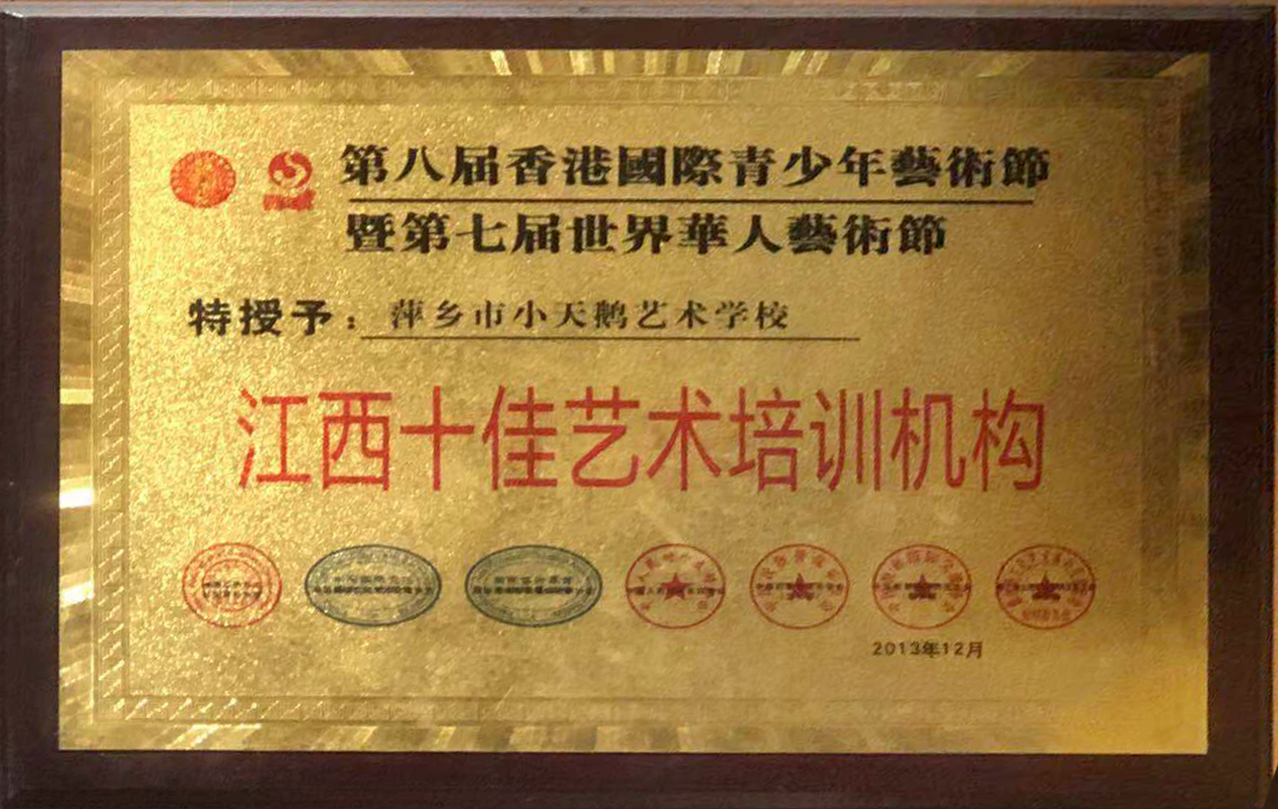 第八届香港國際青少年藝術節
暨第七届世界華人藝術節
特授予：萍乡市小天鹅艺术学校
江西十佳艺术培训机构
2013年12月